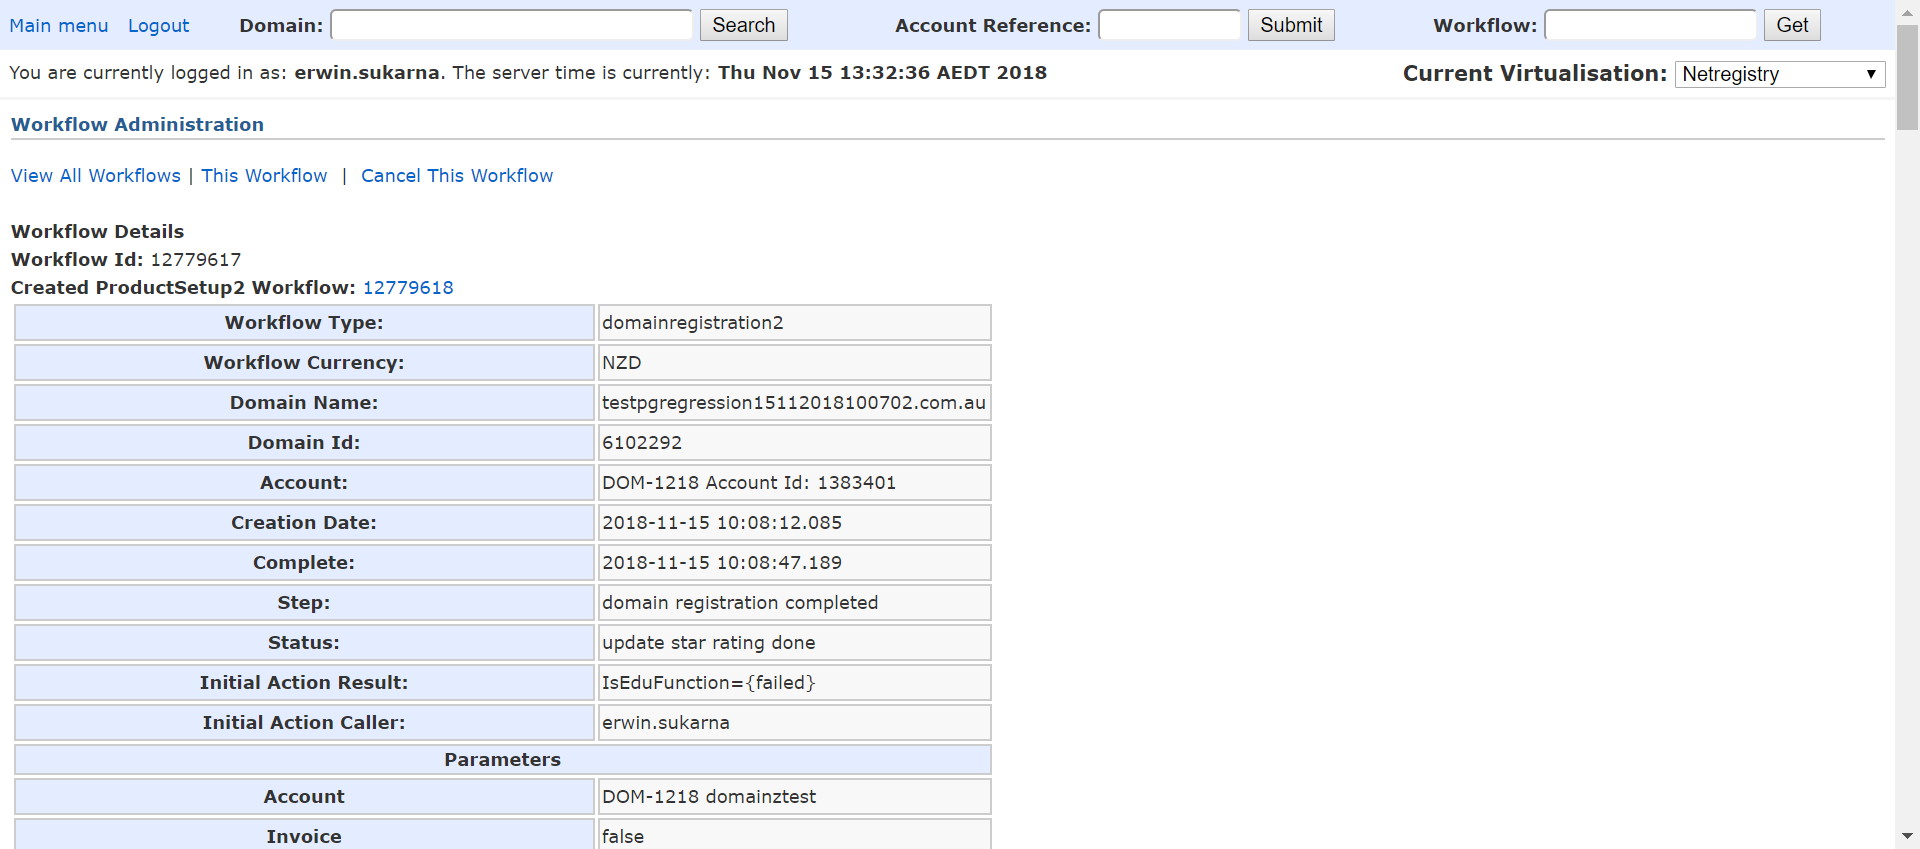 Main menu Logout Domain: Search Account Reference: Submit Workflow: Get
You are currently logged in as: erwin.sukarna. The server time is currently: Thu Nov 15 13:32:36 AEDT 2018 Current Virtualisation: Netregistry
Workflow Administration
View All Workflows | This Workflow | Cancel This Workflow
Workflow Details
Workflow Id: 12779617
Created ProductSetup2 Workflow: 12779618
Workflow Type: domainregistration2
Workflow Currency: NZD
Domain Name: testpgregression15112018100702.com.au
Domain Id: 6102292
Account: DOM-1218 Account Id: 1383401
Creation Date: 2018-11-15 10:08:12.085
Complete: 2018-11-15 10:08:47.189
Step: domain registration completed
Status: update star rating done
Initial Action Result: IsEduFunction={failed}
Initial Action Caller: erwin.sukarna
Parameters
Account DOM-1218 domainztest
Invoice false